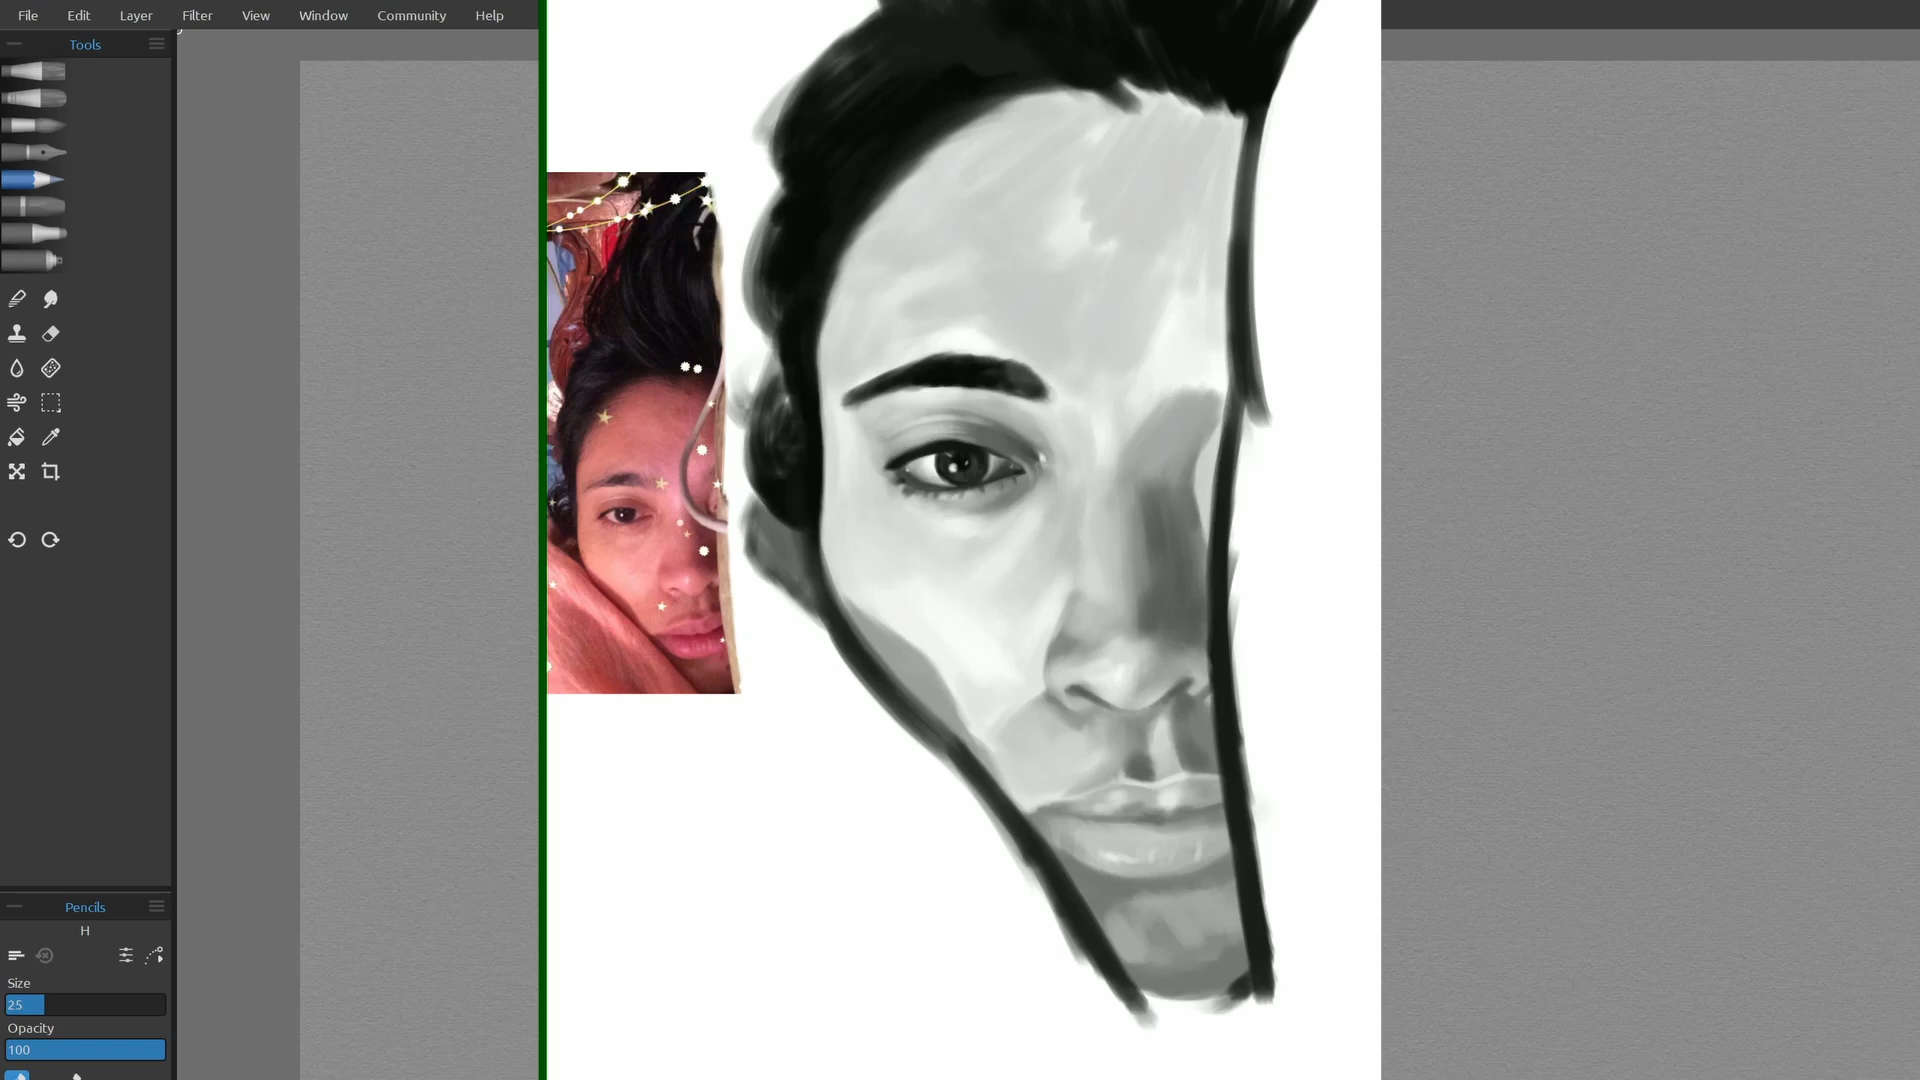 File Edit Layer Filter View Window Community Help
Tools
Pencils
H
Size
25
Opacity
100